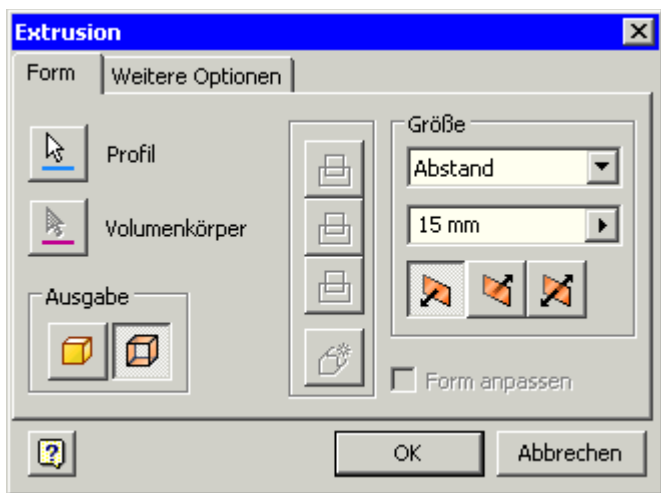 Extrusion
Form
Weitere Optionen
Profil
Volumenkörper
Ausgabe
Größe
Abstand
15 mm
Form anpassen
OK
Abbrechen